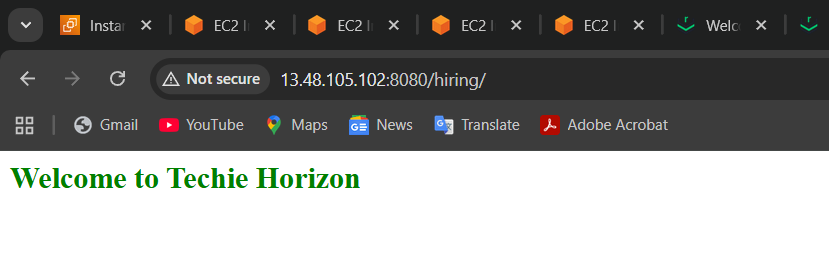 Instar
EC2 I
EC2 I
EC2 I
EC2 I
Welc
Not secure
13.48.105.102:8080/hiring/
Gmail
YouTube
Maps
News
Translate
Adobe Acrobat
Welcome to Techie Horizon